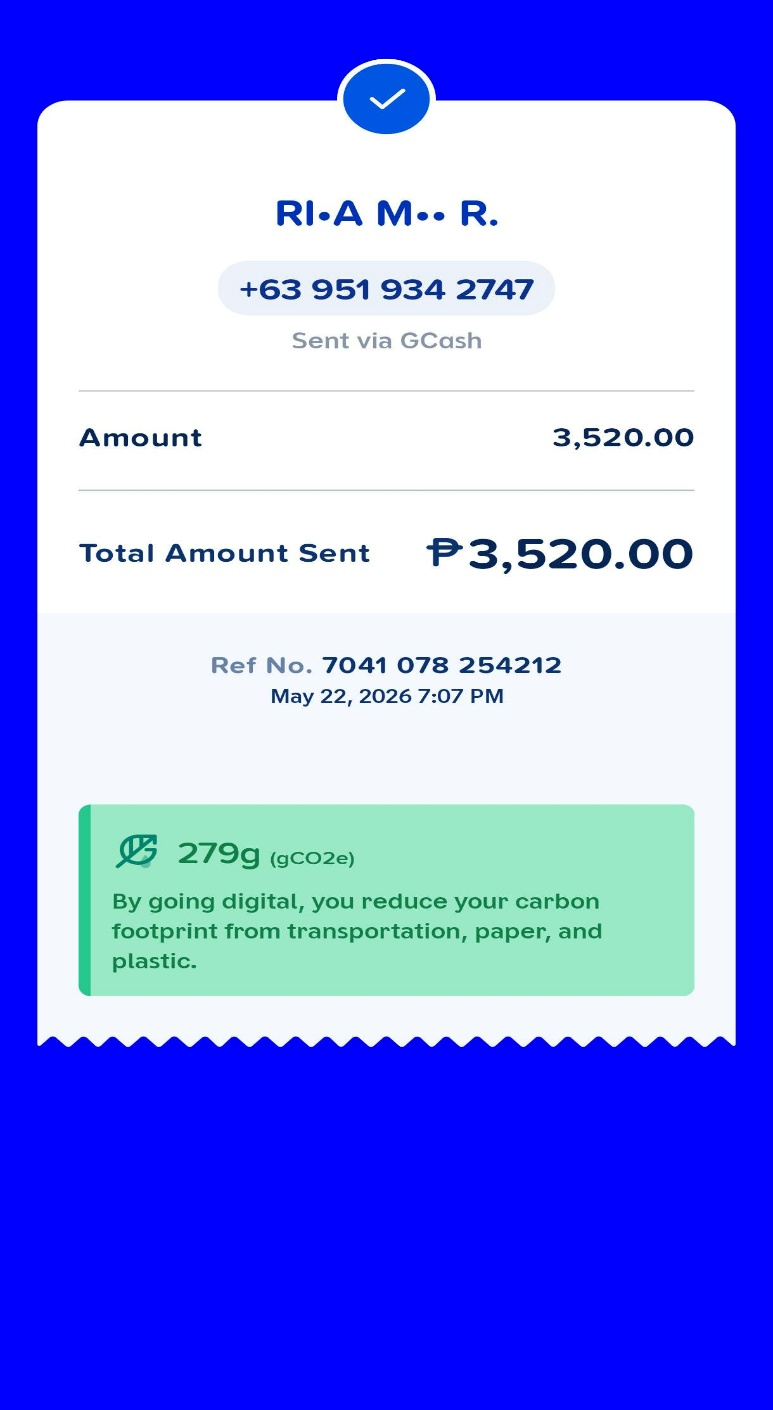 RI•A M•• R.
+63 951 934 2747
Sent via GCash
Amount 3,520.00
Total Amount Sent ₱3,520.00
Ref No. 7041 078 254212
May 22, 2026 7:07 PM
279g (gCO2e)
By going digital, you reduce your carbon
footprint from transportation, paper, and
plastic.